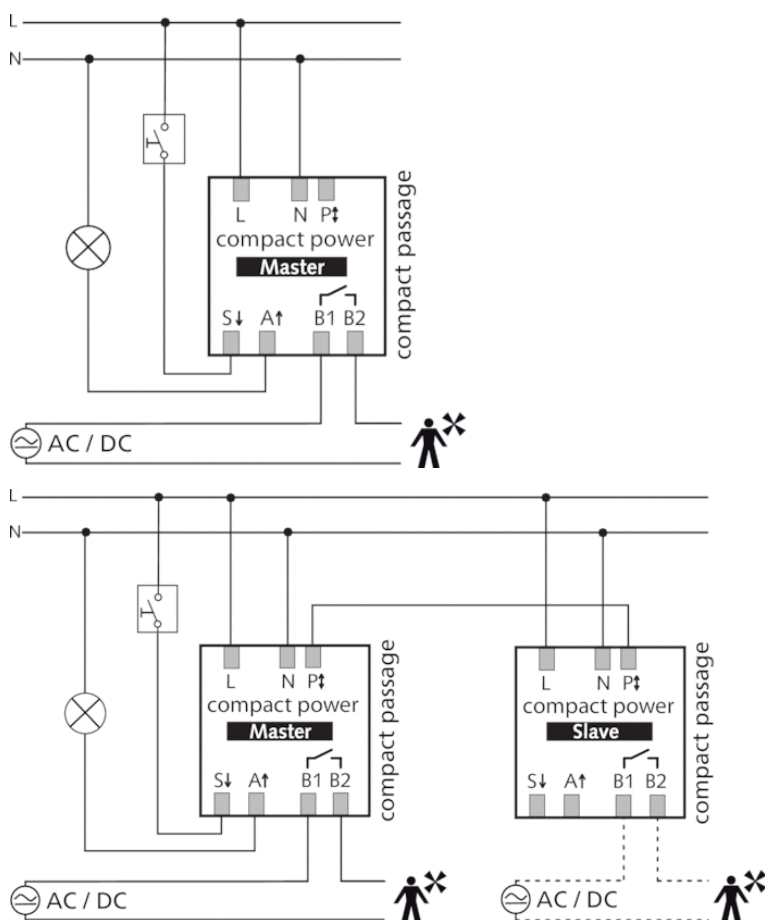 L
N
L N P↕
compact power
Master
S↓ A↑ B1 B2
compact passage
AC / DC
L
N
L N P↕
compact power
Master
S↓ A↑ B1 B2
compact passage
AC / DC
L N P↕
compact power
Slave
S↓ A↑ B1 B2
compact passage
AC / DC